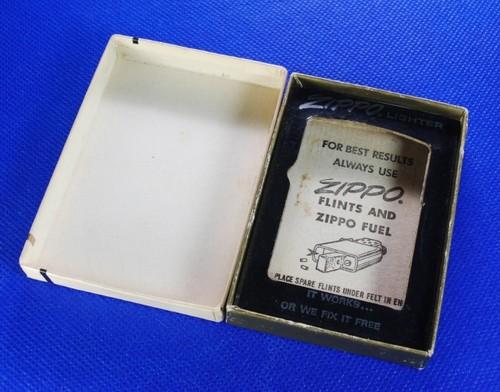 ZIPPO LIGHTER
FOR BEST RESULTS
ALWAYS USE
ZIPPO
FLINTS AND
ZIPPO FUEL
PLACE SPARE FLINTS UNDER FELT IN EN
IT WORKS...
OR WE FIX IT FREE